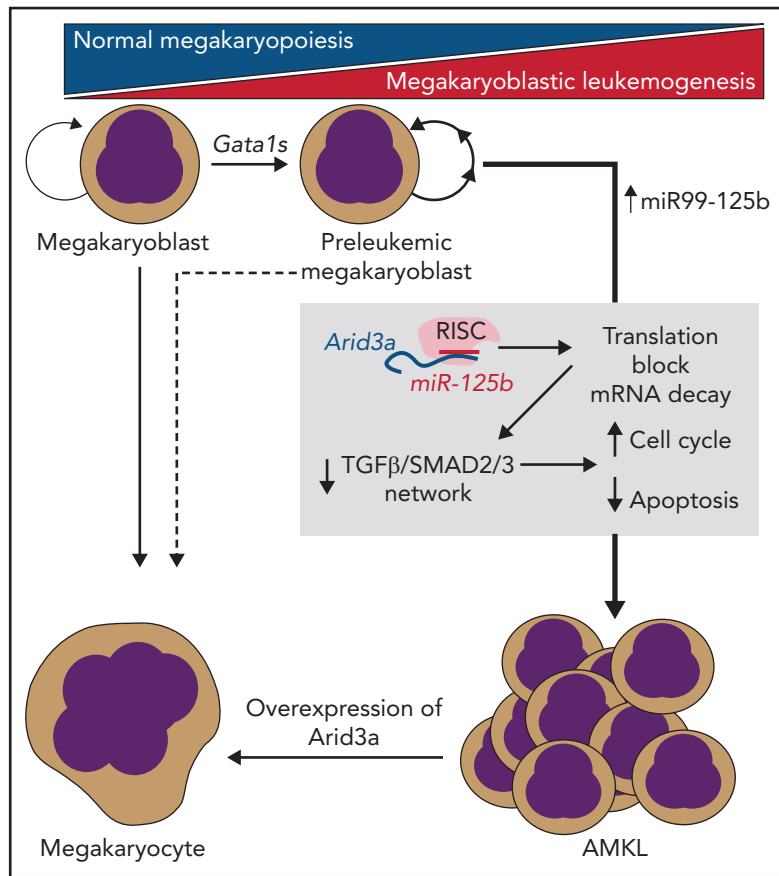 Normal megakaryopoiesis
Megakaryoblastic leukemogenesis
Gata1s
Megakaryoblast
Preleukemic
megakaryoblast
↑ miR99-125b
Arid3a
RISC
miR-125b
Translation
block
mRNA decay
↓ TGFβ/SMAD2/3
network
↑ Cell cycle
↓ Apoptosis
Overexpression of
Arid3a
Megakaryocyte
AMKL